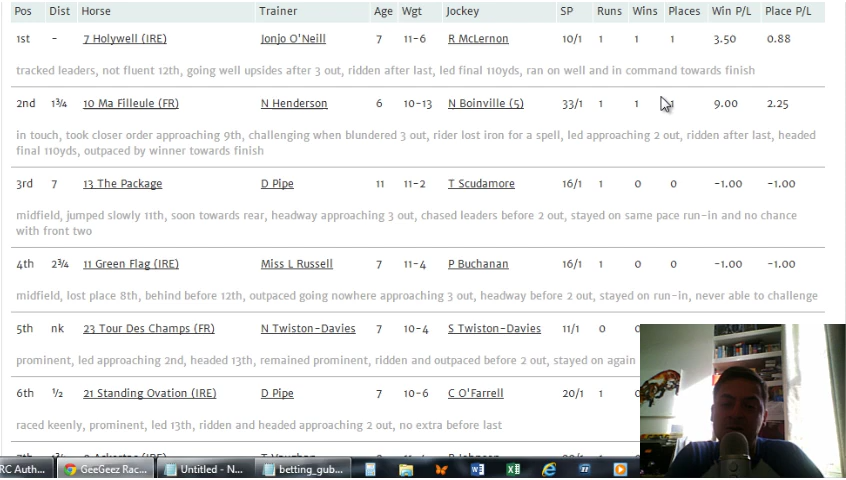 Pos Dist Horse Trainer Age Wgt Jockey SP Runs Wins Places Win P/L Place P/L
1st - 7 Holywell (IRE) Jonjo O'Neill 7 11-6 R McLernon 10/1 1 1 1 3.50 0.88
tracked leaders, not fluent 12th, going well upsides after 3 out, ridden after last, led final 110yds, ran on well and in command towards finish
2nd 1¾ 10 Ma Filleule (FR) N Henderson 6 10-13 N Boinville (5) 33/1 1 1 1 9.00 2.25
in touch, took closer order approaching 9th, challenging when blundered 3 out, rider lost iron for a spell, led approaching 2 out, ridden after last, headed
final 110yds, outpaced by winner towards finish
3rd 7 13 The Package D Pipe 11 11-2 T Scudamore 16/1 1 0 0 -1.00 -1.00
midfield, jumped slowly 11th, soon towards rear, headway approaching 3 out, chased leaders before 2 out, stayed on same pace run-in and no chance
with front two
4th 2¾ 11 Green Flag (IRE) Miss L Russell 7 11-4 P Buchanan 16/1 1 0 0 -1.00 -1.00
midfield, lost place 8th, behind before 12th, outpaced going nowhere approaching 3 out, headway before 2 out, stayed on run-in, never able to challenge
5th nk 23 Tour Des Champs (FR) N Twiston-Davies 7 10-4 S Twiston-Davies 11/1 0
prominent, led approaching 2nd, headed 13th, remained prominent, ridden and outpaced before 2 out, stayed on again
6th ½ 21 Standing Ovation (IRE) D Pipe 7 10-6 C O'Farrell 20/1 1
raced keenly, prominent, led 13th, ridden and headed approaching 2 out, no extra before last
RC Auth... GeeGeez Rac... Untitled - N... betting_gub...